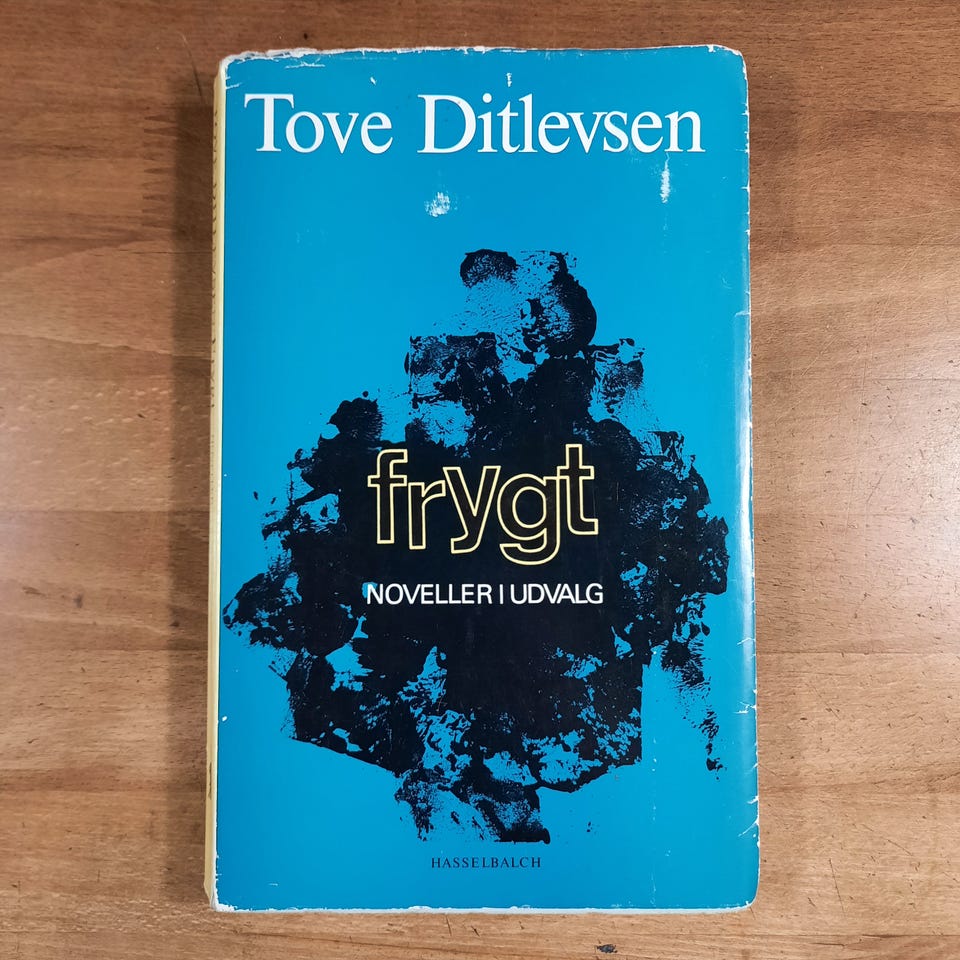 Tove Ditlevsen
frygt
NOVELLER I UDVALG
HASSELBALCH